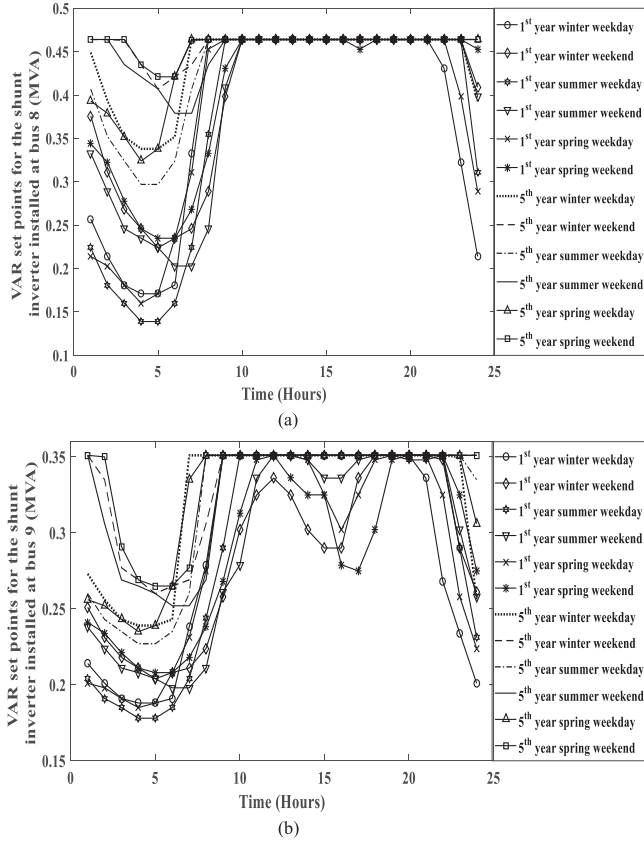 VAR set points for the shunt
inverter installed at bus 8 (MVA)
0.5
0.45
0.4
0.35
0.3
0.25
0.2
0.15
0.1
0
5
10
15
20
25
Time (Hours)
1st year winter weekday
1st year winter weekend
1st year summer weekday
1st year summer weekend
1st year spring weekday
1st year spring weekend
5th year winter weekday
5th year winter weekend
5th year summer weekday
5th year summer weekend
5th year spring weekday
5th year spring weekend
(a)
VAR set points for the shunt
inverter installed at bus 9 (MVA)
0.35
0.3
0.25
0.2
0.15
0
5
10
15
20
25
Time (Hours)
1st year winter weekday
1st year winter weekend
1st year summer weekday
1st year summer weekend
1st year spring weekday
1st year spring weekend
5th year winter weekday
5th year winter weekend
5th year summer weekday
5th year summer weekend
5th year spring weekday
5th year spring weekend
(b)